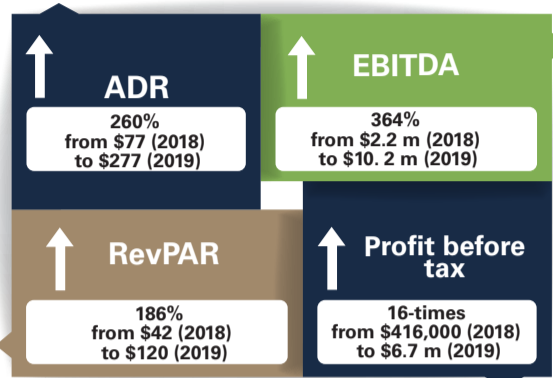 ADR
260%
from $77 (2018)
to $277 (2019)
EBITDA
364%
from $2.2 m (2018)
to $10. 2 m (2019)
RevPAR
186%
from $42 (2018)
to $120 (2019)
Profit before
tax
16-times
from $416,000 (2018)
to $6.7 m (2019)